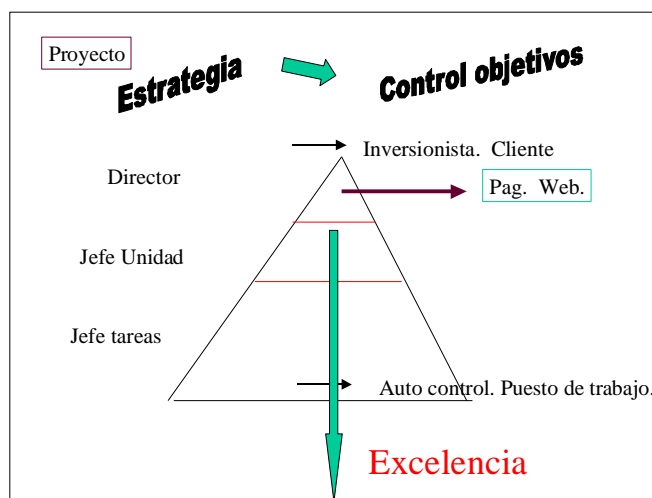 Proyecto
Estrategia
Control objetivos
Inversionista. Cliente
Director
Pag. Web.
Jefe Unidad
Jefe tareas
Auto control. Puesto de trabajo.
Excelencia